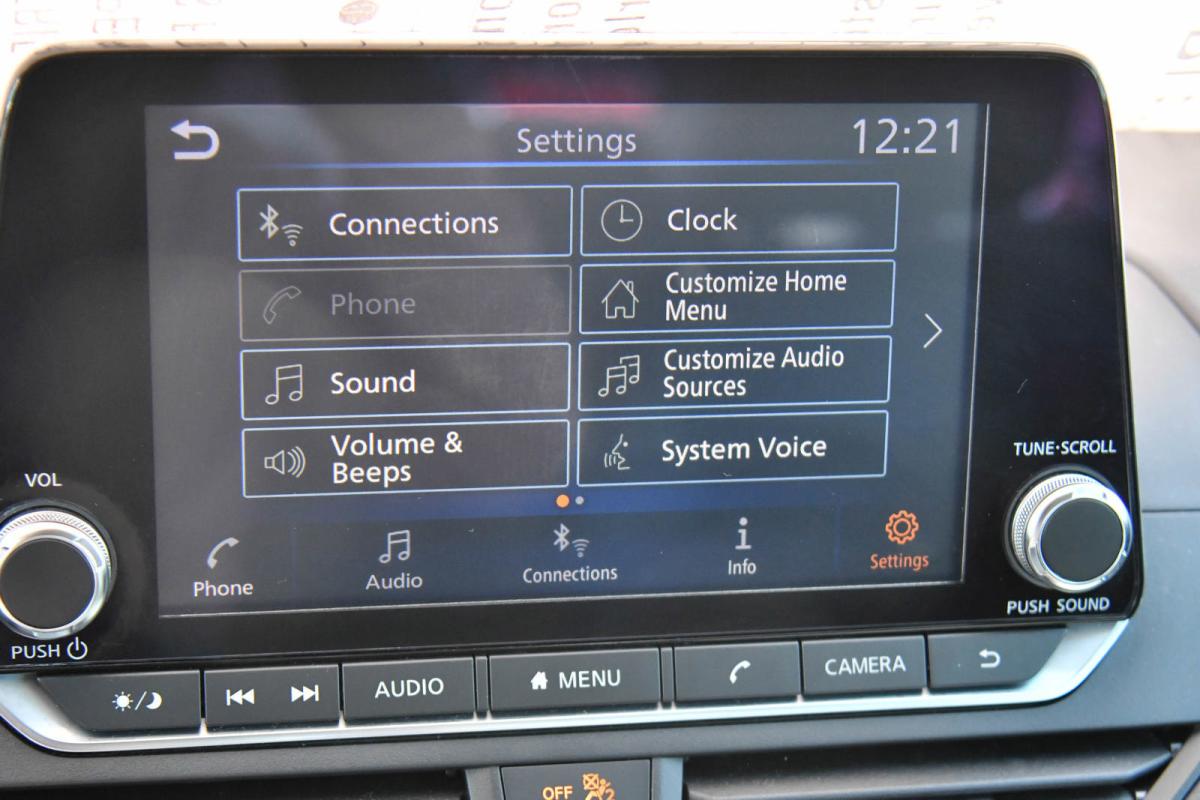 Settings
12:21
Connections
Clock
Phone
Customize Home
Menu
Sound
Customize Audio
Sources
Volume &
Beeps
System Voice
Phone
Audio
Connections
Info
Settings
VOL
PUSH
TUNE·SCROLL
PUSH SOUND
AUDIO
MENU
CAMERA
OFF
2